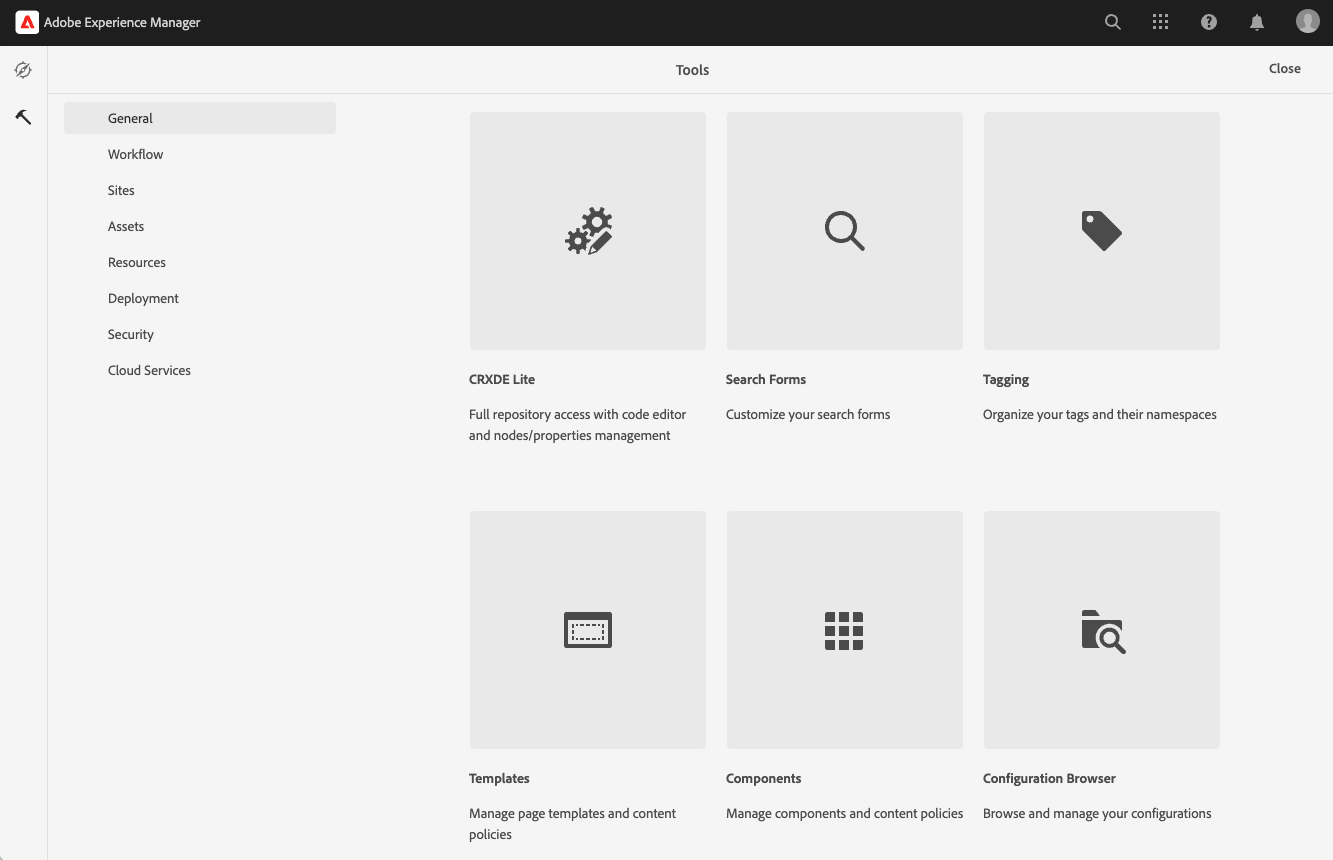 Adobe Experience Manager
Tools
Close
General
Workflow
Sites
Assets
Resources
Deployment
Security
Cloud Services
CRXDE Lite
Full repository access with code editor
and nodes/properties management
Search Forms
Customize your search forms
Tagging
Organize your tags and their namespaces
Templates
Manage page templates and content
policies
Components
Manage components and content policies
Configuration Browser
Browse and manage your configurations